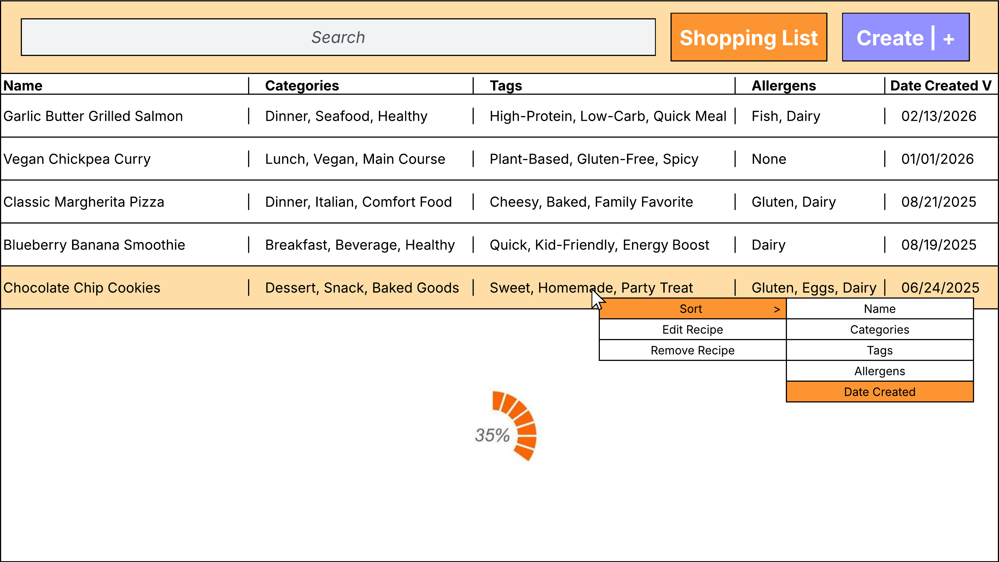 Search
Shopping List
Create | +
Name | Categories | Tags | Allergens | Date Created V
Garlic Butter Grilled Salmon | Dinner, Seafood, Healthy | High-Protein, Low-Carb, Quick Meal | Fish, Dairy | 02/13/2026
Vegan Chickpea Curry | Lunch, Vegan, Main Course | Plant-Based, Gluten-Free, Spicy | None | 01/01/2026
Classic Margherita Pizza | Dinner, Italian, Comfort Food | Cheesy, Baked, Family Favorite | Gluten, Dairy | 08/21/2025
Blueberry Banana Smoothie | Breakfast, Beverage, Healthy | Quick, Kid-Friendly, Energy Boost | Dairy | 08/19/2025
Chocolate Chip Cookies | Dessert, Snack, Baked Goods | Sweet, Homemade, Party Treat | Gluten, Eggs, Dairy | 06/24/2025
Sort >
Edit Recipe
Remove Recipe
Name
Categories
Tags
Allergens
Date Created
35%